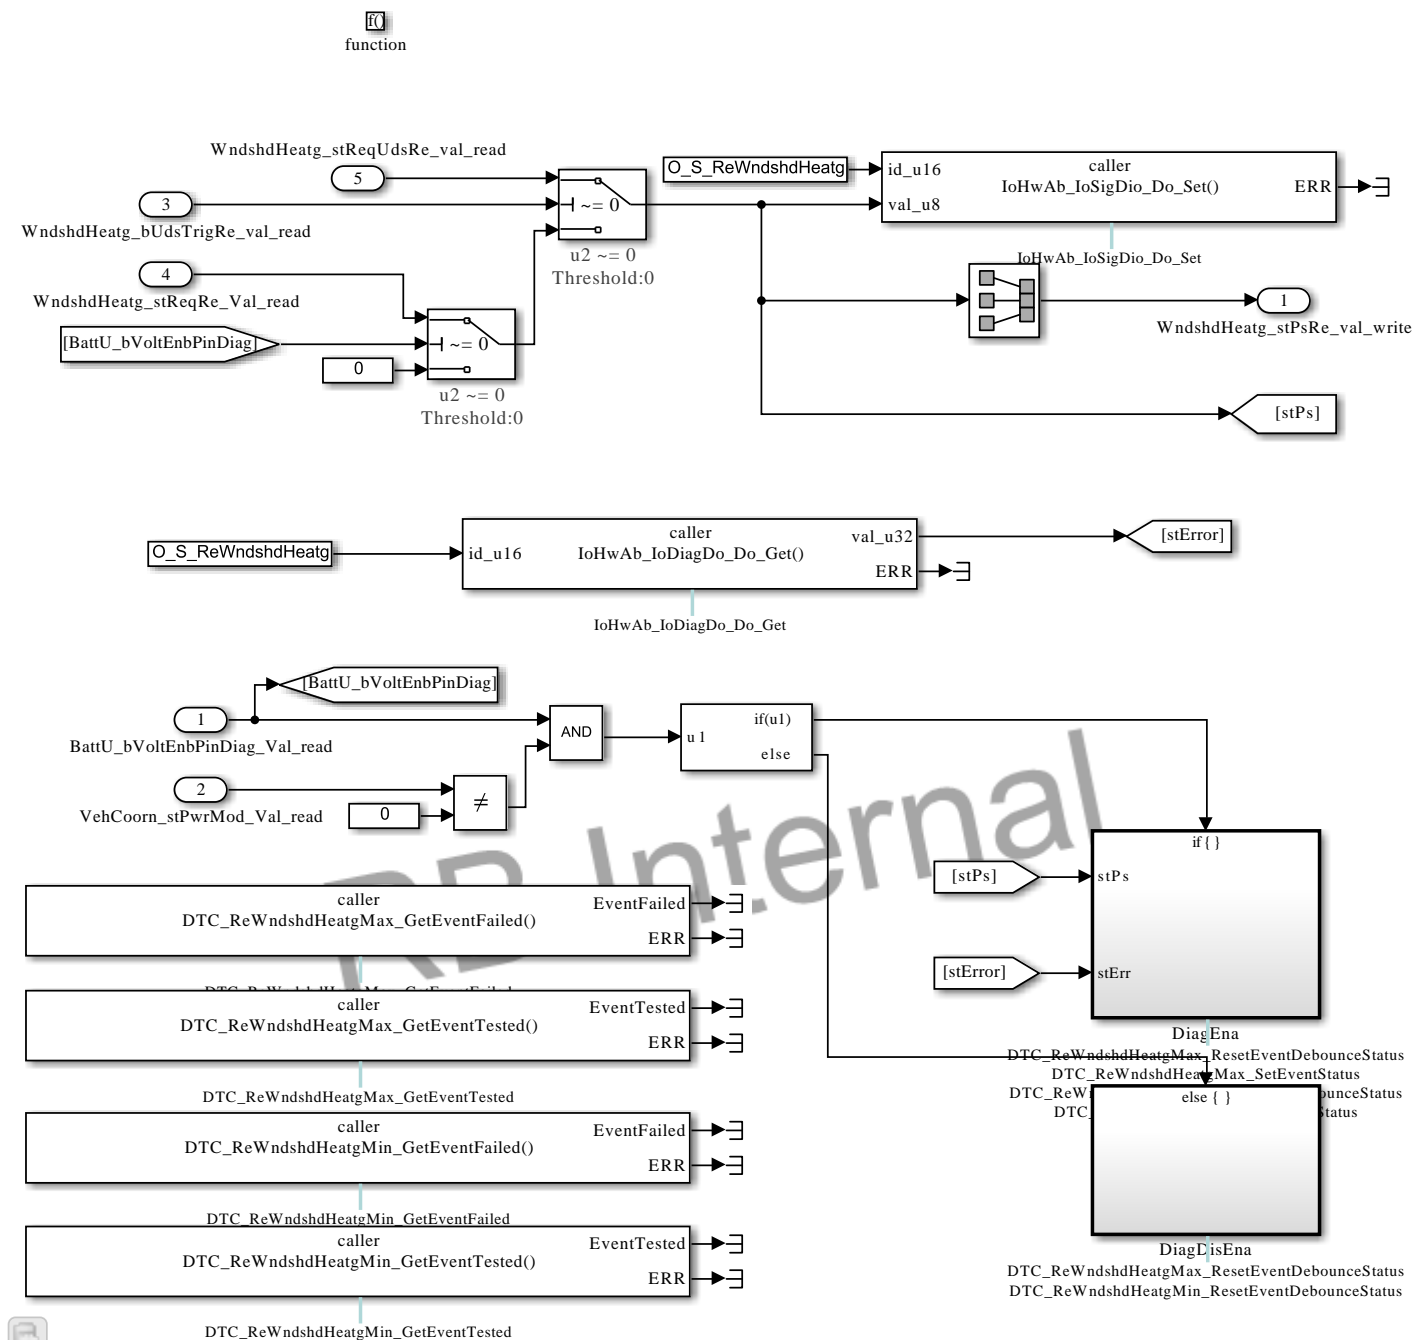 f()
function
WndshdHeatg_stReqUdsRe_val_read
5
3
WndshdHeatg_bUdsTrigRe_val_read
4
WndshdHeatg_stReqRe_Val_read
[BattU_bVoltEnbPinDiag]
0
~= 0
u2 ~= 0
Threshold:0
~= 0
u2 ~= 0
Threshold:0
O_S_ReWndshdHeatg
id_u16
val_u8
caller
IoHwAb_IoSigDio_Do_Set()
ERR
IoHwAb_IoSigDio_Do_Set
1
WndshdHeatg_stPsRe_val_write
[stPs]
O_S_ReWndshdHeatg
id_u16
caller
IoHwAb_IoDiagDo_Do_Get()
val_u32
ERR
IoHwAb_IoDiagDo_Do_Get
[stError]
[BattU_bVoltEnbPinDiag]
1
BattU_bVoltEnbPinDiag_Val_read
2
VehCoorn_stPwrMod_Val_read
0
≠
AND
u1
if(u1)
else
RB Internal
caller
DTC_ReWndshdHeatgMax_GetEventFailed()
EventFailed
ERR
DTC_ReWndshdHeatgMax_GetEventFailed
caller
DTC_ReWndshdHeatgMax_GetEventTested()
EventTested
ERR
DTC_ReWndshdHeatgMax_GetEventTested
caller
DTC_ReWndshdHeatgMin_GetEventFailed()
EventFailed
ERR
DTC_ReWndshdHeatgMin_GetEventFailed
caller
DTC_ReWndshdHeatgMin_GetEventTested()
EventTested
ERR
DTC_ReWndshdHeatgMin_GetEventTested
[stPs]
[stError]
if { }
stPs
stErr
DiagEna
DTC_ReWndshdHeatgMax_ResetEventDebounceStatus
DTC_ReWndshdHeatgMax_SetEventStatus
else { }
DiagDisEna
DTC_ReWndshdHeatgMax_ResetEventDebounceStatus
DTC_ReWndshdHeatgMin_ResetEventDebounceStatus